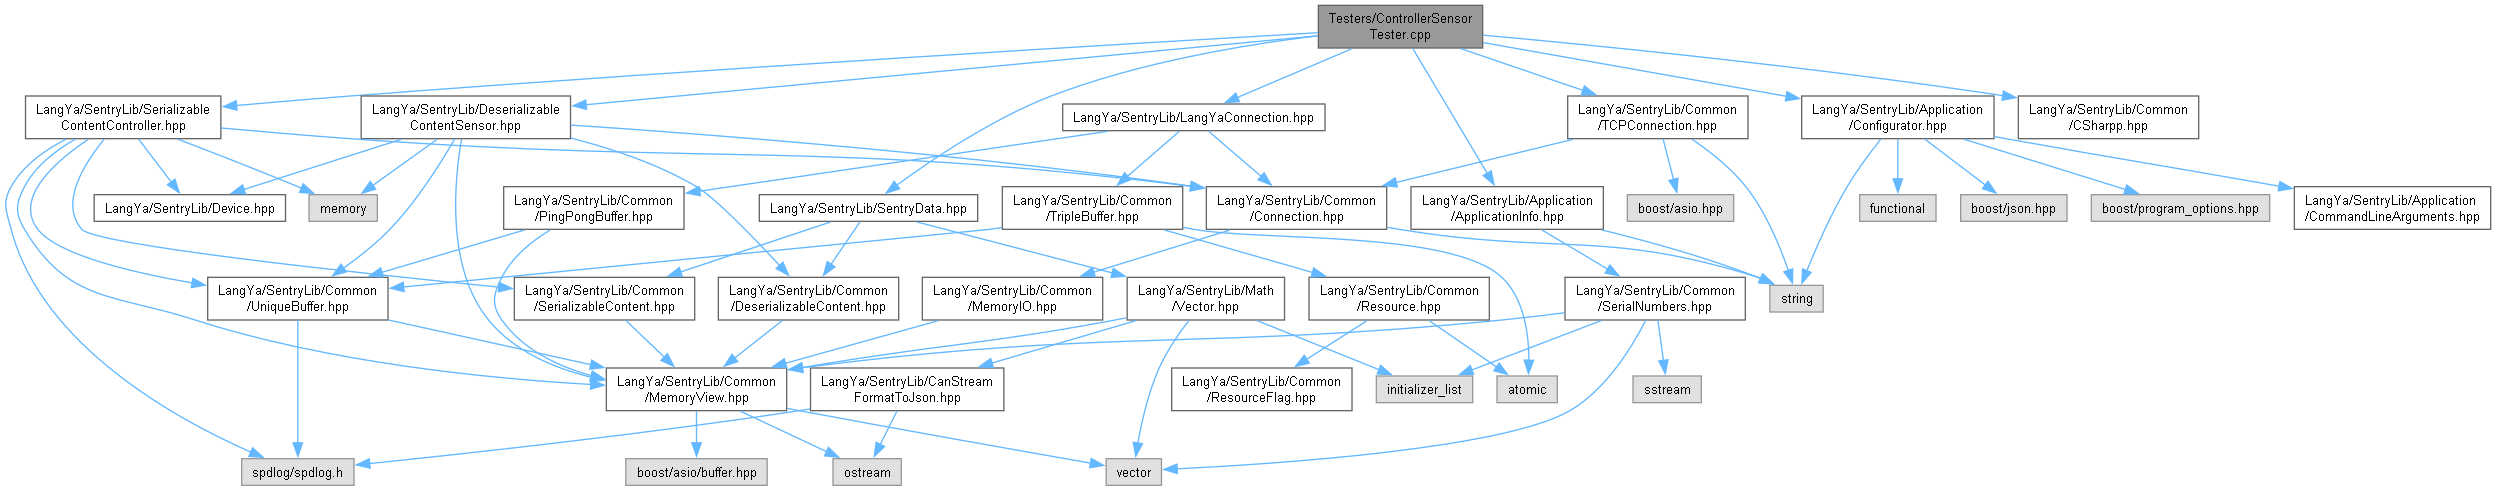 Testers/ControllerSensor
Tester.cpp
LangYa/SentryLib/Serializable
ContentController.hpp
LangYa/SentryLib/Deserializable
ContentSensor.hpp
LangYa/SentryLib/LangYaConnection.hpp
LangYa/SentryLib/Common
/TCPConnection.hpp
LangYa/SentryLib/Application
/Configurator.hpp
LangYa/SentryLib/Common
/CSharpp.hpp
LangYa/SentryLib/Device.hpp
memory
LangYa/SentryLib/Common
/PingPongBuffer.hpp
LangYa/SentryLib/SentryData.hpp
LangYa/SentryLib/Common
/TripleBuffer.hpp
LangYa/SentryLib/Common
/Connection.hpp
LangYa/SentryLib/Application
/ApplicationInfo.hpp
boost/asio.hpp
functional
boost/json.hpp
boost/program_options.hpp
LangYa/SentryLib/Application
/CommandLineArguments.hpp
LangYa/SentryLib/Common
/UniqueBuffer.hpp
LangYa/SentryLib/Common
/SerializableContent.hpp
LangYa/SentryLib/Common
/DeserializableContent.hpp
LangYa/SentryLib/Common
/MemoryIO.hpp
LangYa/SentryLib/Math
/Vector.hpp
LangYa/SentryLib/Common
/Resource.hpp
LangYa/SentryLib/Common
/SerialNumbers.hpp
string
LangYa/SentryLib/Common
/MemoryView.hpp
LangYa/SentryLib/CanStream
FormatToJson.hpp
LangYa/SentryLib/Common
/ResourceFlag.hpp
initializer_list
atomic
sstream
spdlog/spdlog.h
boost/asio/buffer.hpp
ostream
vector